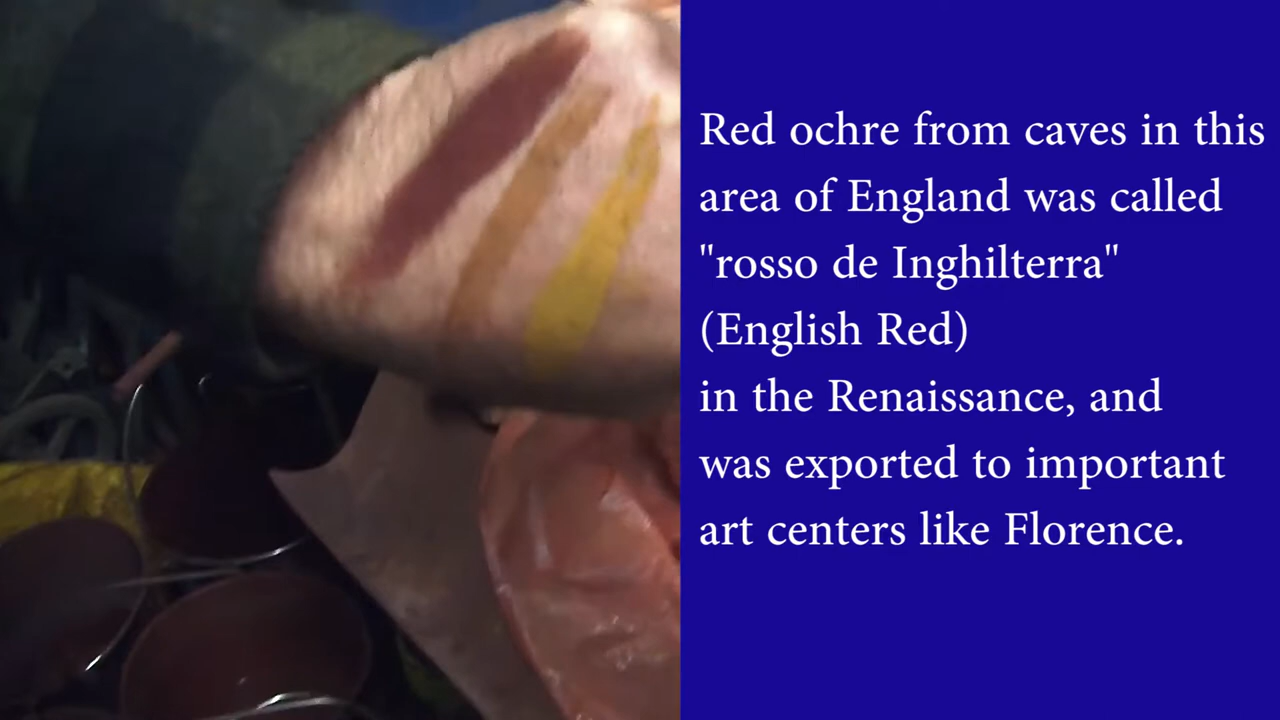 Red ochre from caves in this
area of England was called
"rosso de Inghilterra"
(English Red)
in the Renaissance, and
was exported to important
art centers like Florence.